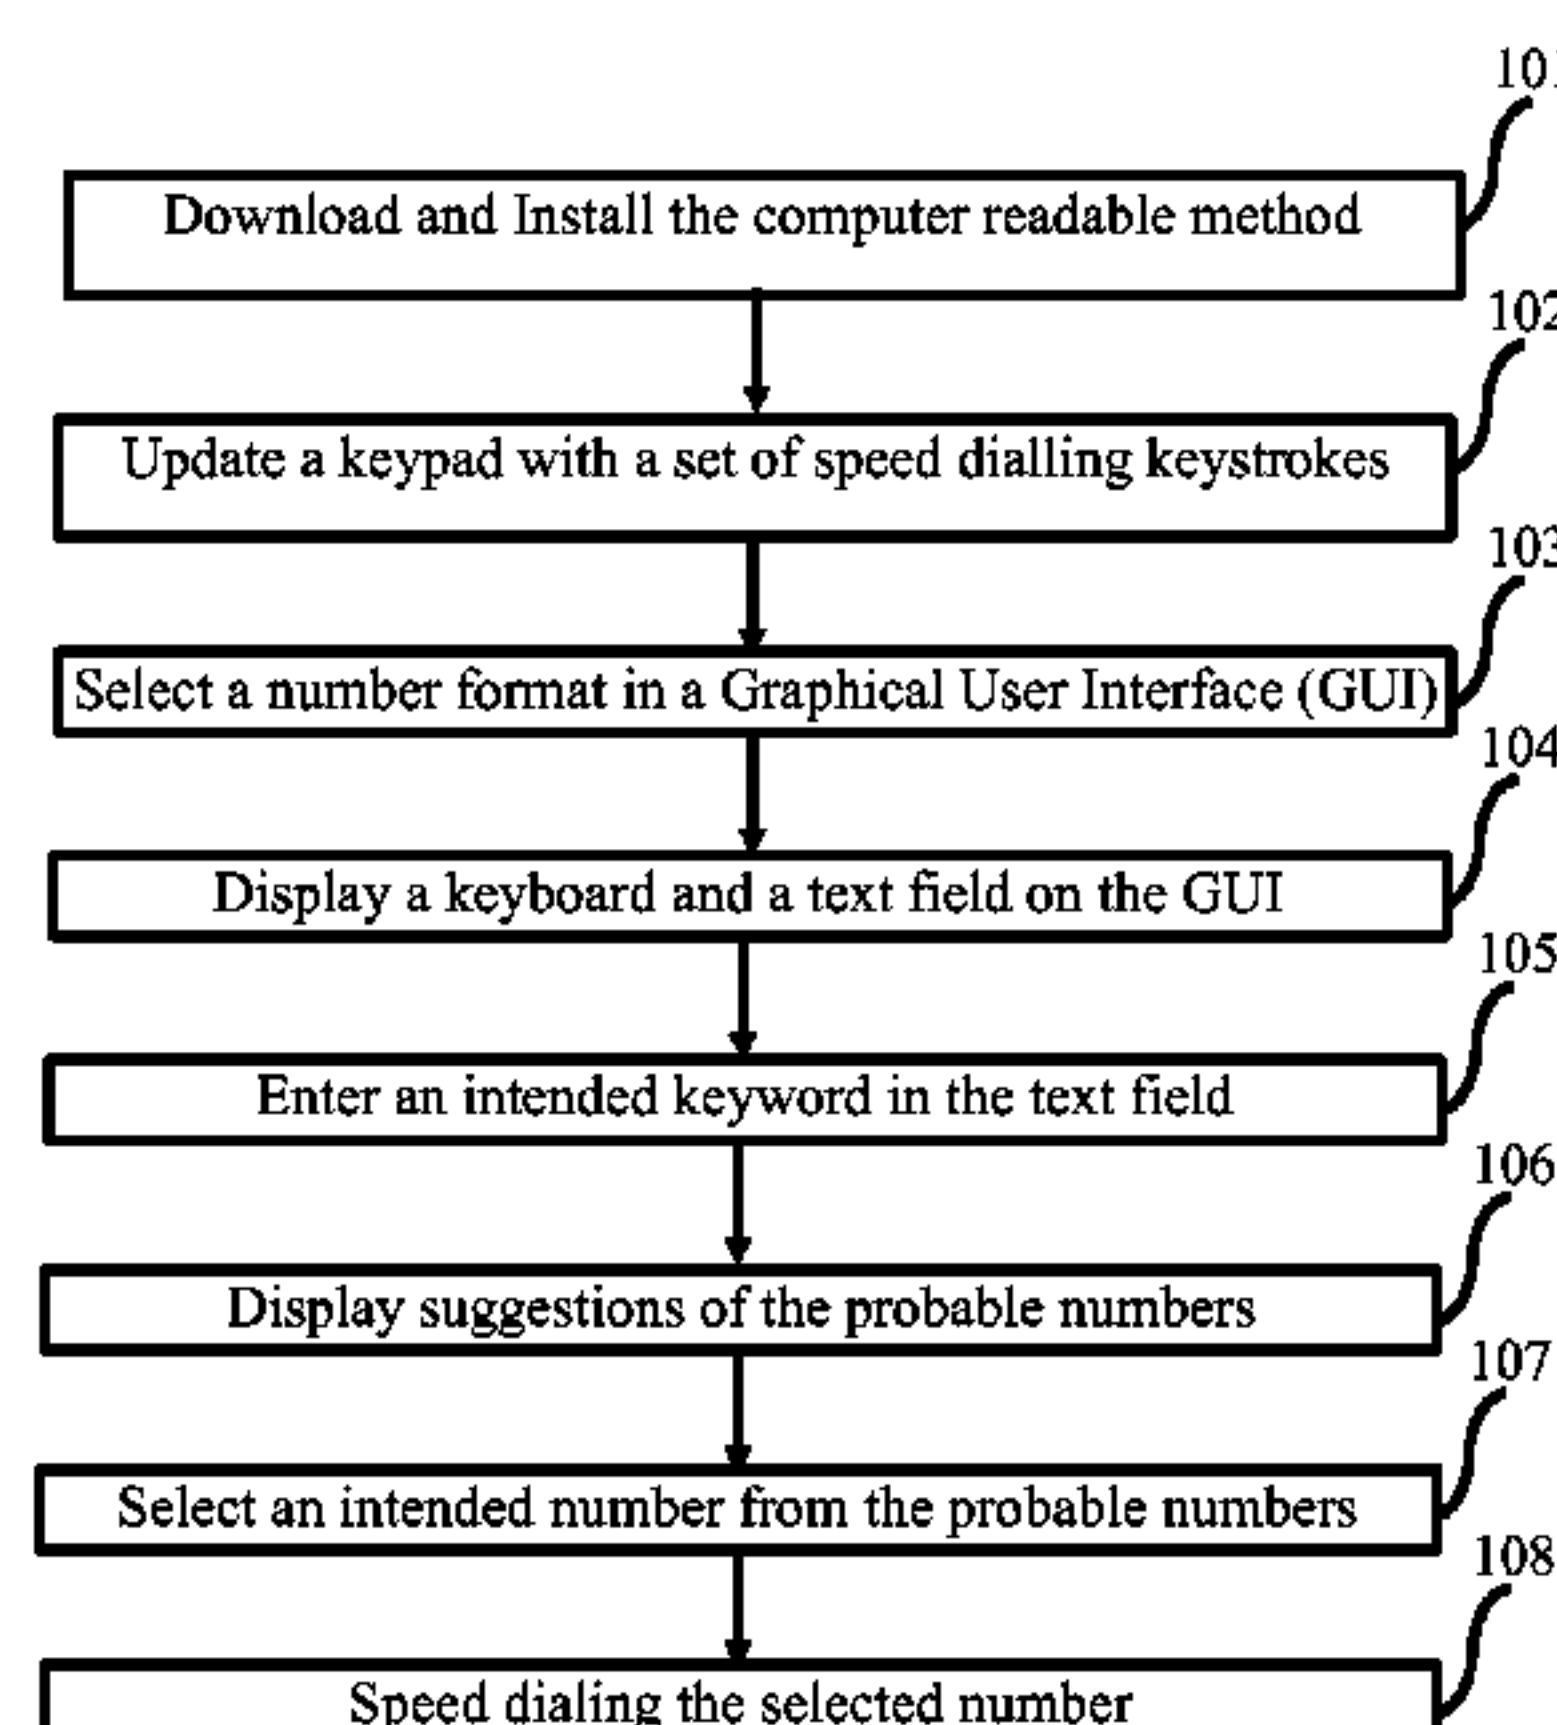 101
Download and Install the computer readable method
102
Update a keypad with a set of speed dialling keystrokes
103
Select a number format in a Graphical User Interface (GUI)
104
Display a keyboard and a text field on the GUI
105
Enter an intended keyword in the text field
106
Display suggestions of the probable numbers
107
Select an intended number from the probable numbers
108
Speed dialing the selected number